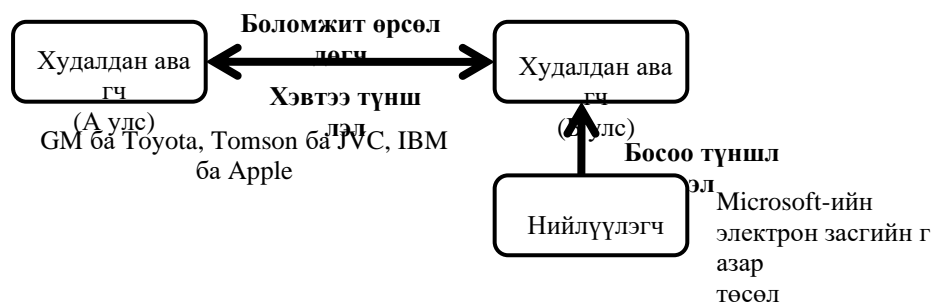 Боломжит өрсөл
дөгч
Худалдан ава
гч
(А улс)
Худалдан ава
гч
Хэвтээ түнш
лэл
GM ба Toyota, Tomson ба JVC, IBM
ба Apple
Босоо түншл
эл
Нийлүүлэгч
Microsoft-ийн
электрон засгийн г
азар
төсөл